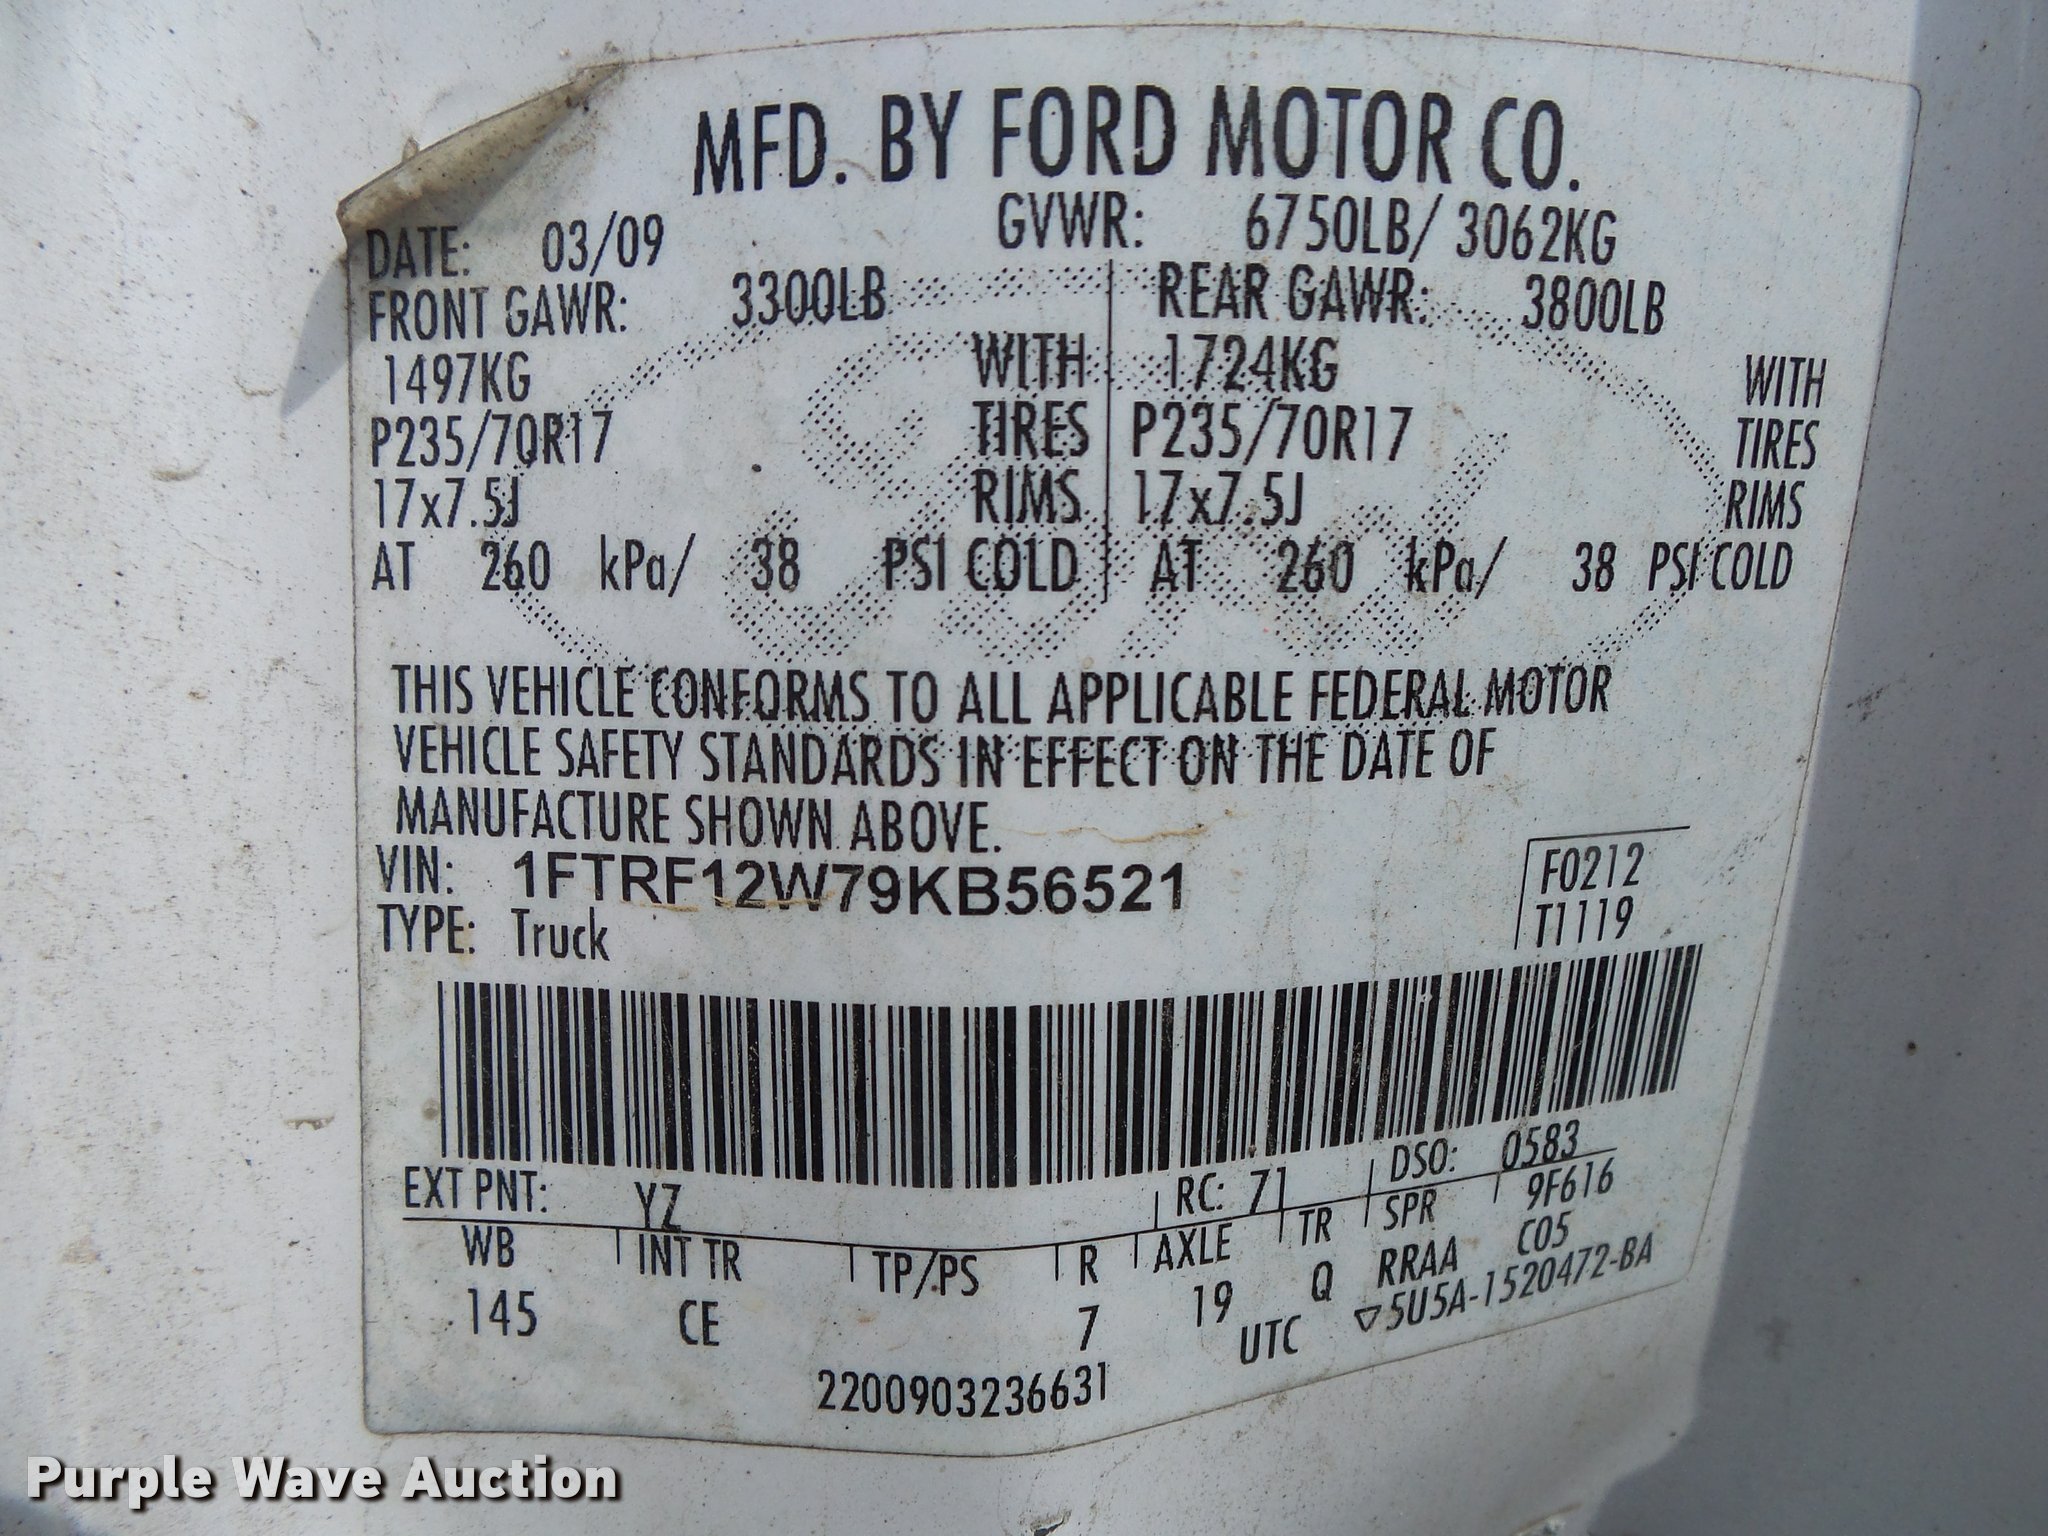 MFD. BY FORD MOTOR CO.
DATE: 03/09 GVWR: 6750LB/ 3062KG
FRONT GAWR: 3300LB REAR GAWR: 3800LB
1497KG WITH 1724KG WITH
P235/70R17 TIRES P235/70R17 TIRES
17x7.5J RIMS 17x7.5J RIMS
AT 260 kPa/ 38 PSI COLD AT 260 kPa/ 38 PSI COLD
THIS VEHICLE CONFORMS TO ALL APPLICABLE FEDERAL MOTOR
VEHICLE SAFETY STANDARDS IN EFFECT ON THE DATE OF
MANUFACTURE SHOWN ABOVE.
VIN: 1FTRF12W79KB56521 F0212
TYPE: Truck T1119
EXT PNT: YZ RC: 71 DSO: 0583
WB INT TR TP/PS R AXLE TR SPR 9F616
145 CE 7 19 Q RRAA C05
UTC ▽5U5A-1520472-BA
2200903236631
Purple Wave Auction